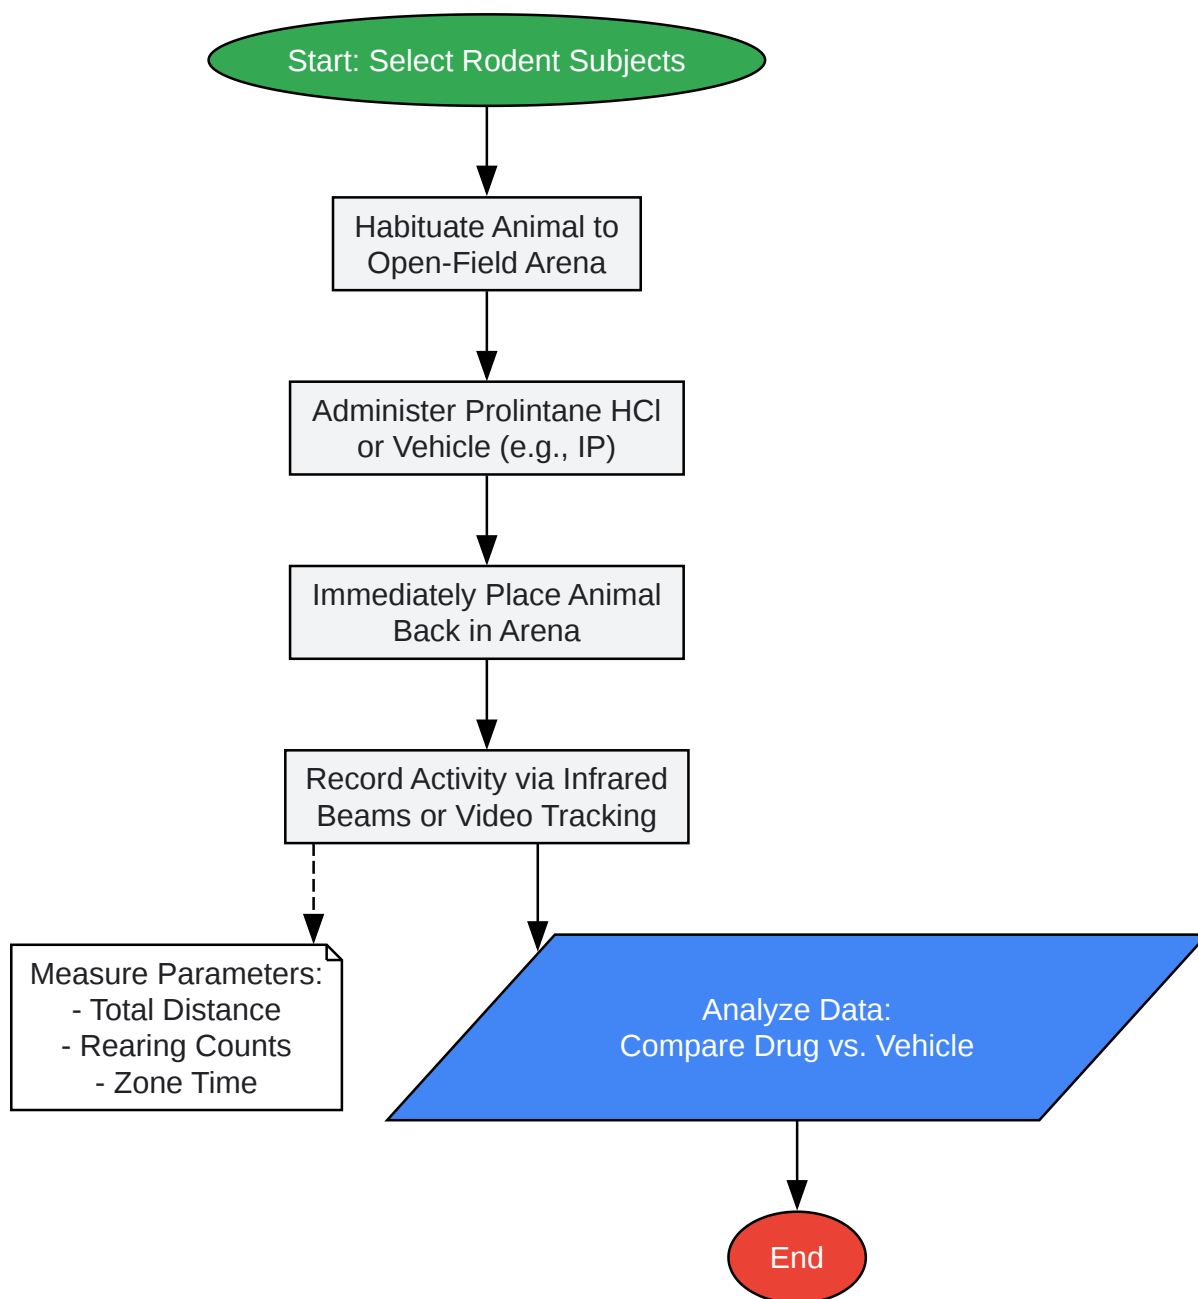 Start: Select Rodent Subjects
Habituate Animal to
Open-Field Arena
Administer Prolintane HCl
or Vehicle (e.g., IP)
Immediately Place Animal
Back in Arena
Record Activity via Infrared
Beams or Video Tracking
Measure Parameters:
- Total Distance
- Rearing Counts
- Zone Time
Analyze Data:
Compare Drug vs. Vehicle
End